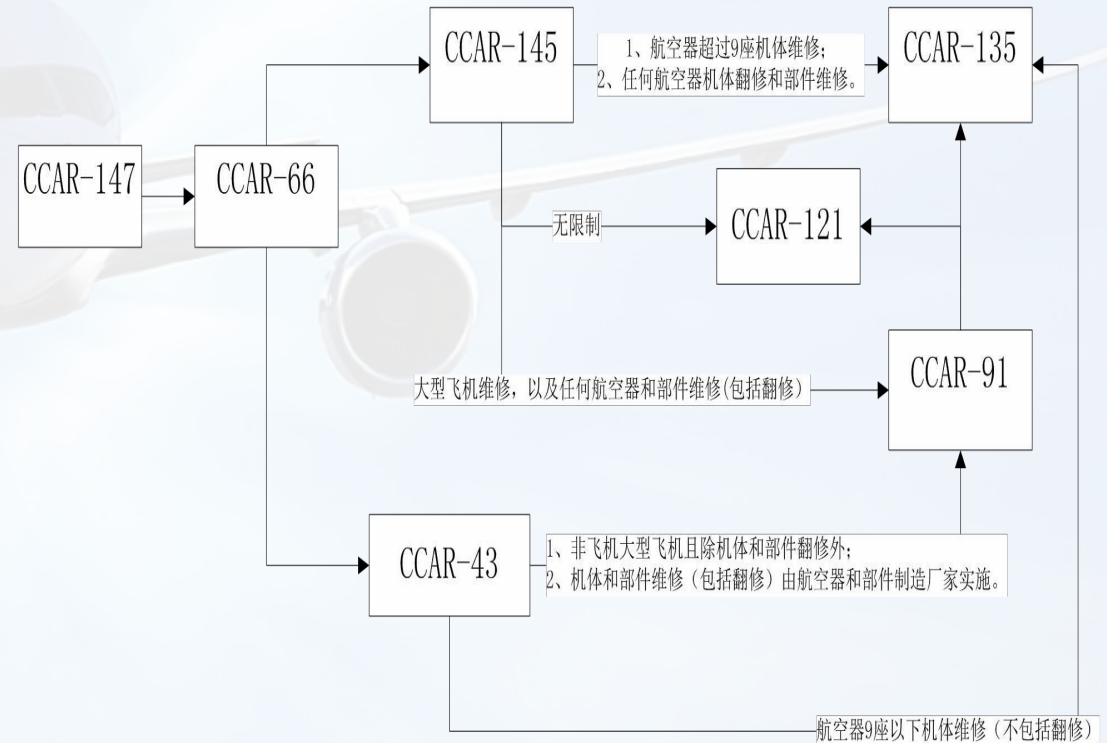 CCAR-145
1、航空器超过9座机体维修；
2、任何航空器机体翻修和部件维修。
CCAR-135
CCAR-147
CCAR-66
无限制
CCAR-121
大型飞机维修，以及任何航空器和部件维修(包括翻修)
CCAR-91
CCAR-43
1、非飞机大型飞机且除机体和部件翻修外；
2、机体和部件维修（包括翻修）由航空器和部件制造厂家实施。
航空器9座以下机体维修（不包括翻修）